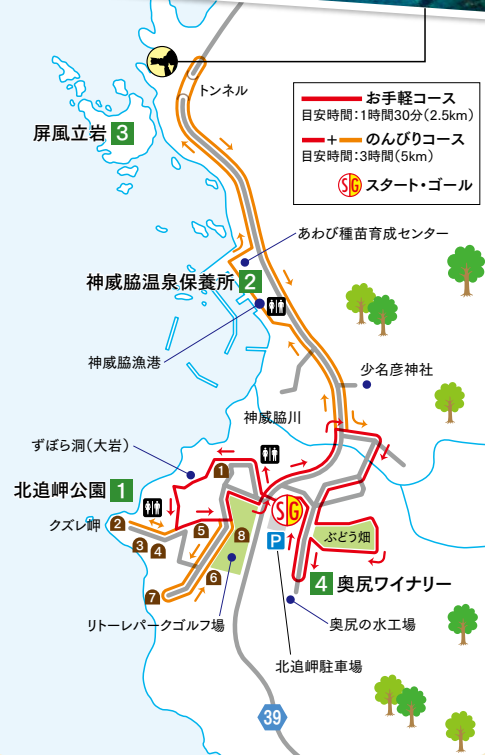 トンネル
お手軽コース
目安時間：1時間30分（2.5km）
＋ のんびりコース
目安時間：3時間（5km）
SG スタート・ゴール
屏風立岩 3
あわび種苗育成センター
神威脇温泉保養所 2
神威脇漁港
少名彦神社
神威脇川
ずぼら洞（大岩）
1
北追岬公園 1
SG
クズレ岬
2
5
8
ぶどう畑
3
4
P
6
4 奥尻ワイナリー
7
リトーレパークゴルフ場
奥尻の水工場
北追岬駐車場
39